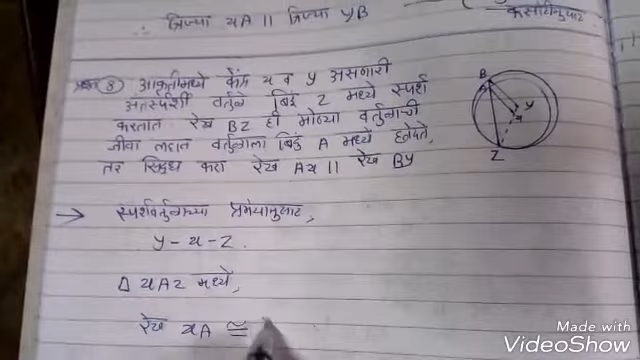 ∴ त्रिज्या xA || त्रिज्या yB
कसोटीनुसार
प्रश्न 8) आकृतीमध्ये केंद्र x व y असणारी
अंतर्स्पर्शी वर्तुळ बिंदू Z मध्ये स्पर्श
करतात. रेख BZ ही मोठ्या वर्तुळाची
जीवा लहान वर्तुळाला बिंदू A मध्ये छेदते,
तर सिद्ध करा रेख Ax || रेख By
B
y
x
Z
→ स्पर्शवर्तुळाच्या प्रमेयानुसार,
y - x - z.
Δ xAz मध्ये,
रेख xA ≅
Made with
VideoShow